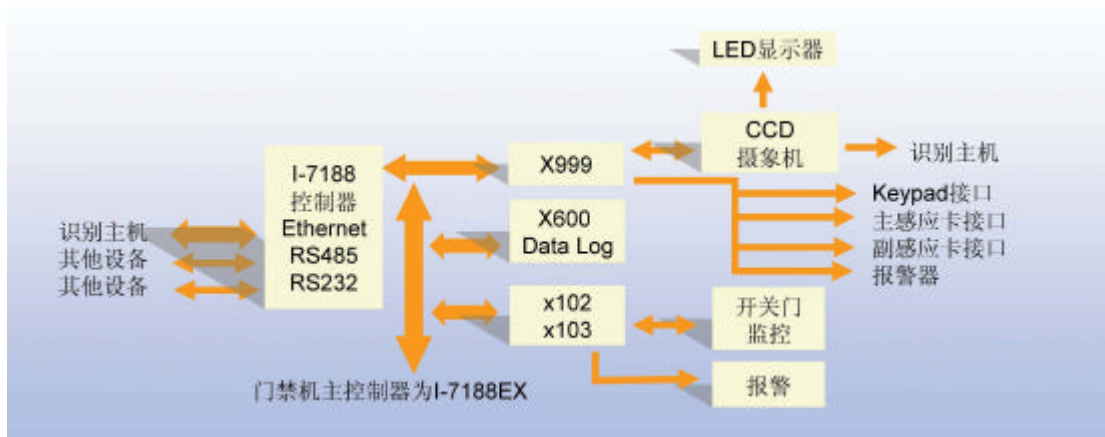 LED显示器
CCD
摄象机
识别主机
I-7188
控制器
Ethernet
RS485
RS232
识别主机
其他设备
其他设备
X999
X600
Data Log
x102
x103
Keypad接口
主感应卡接口
副感应卡接口
报警器
开关门
监控
报警
门禁机主控制器为I-7188EX